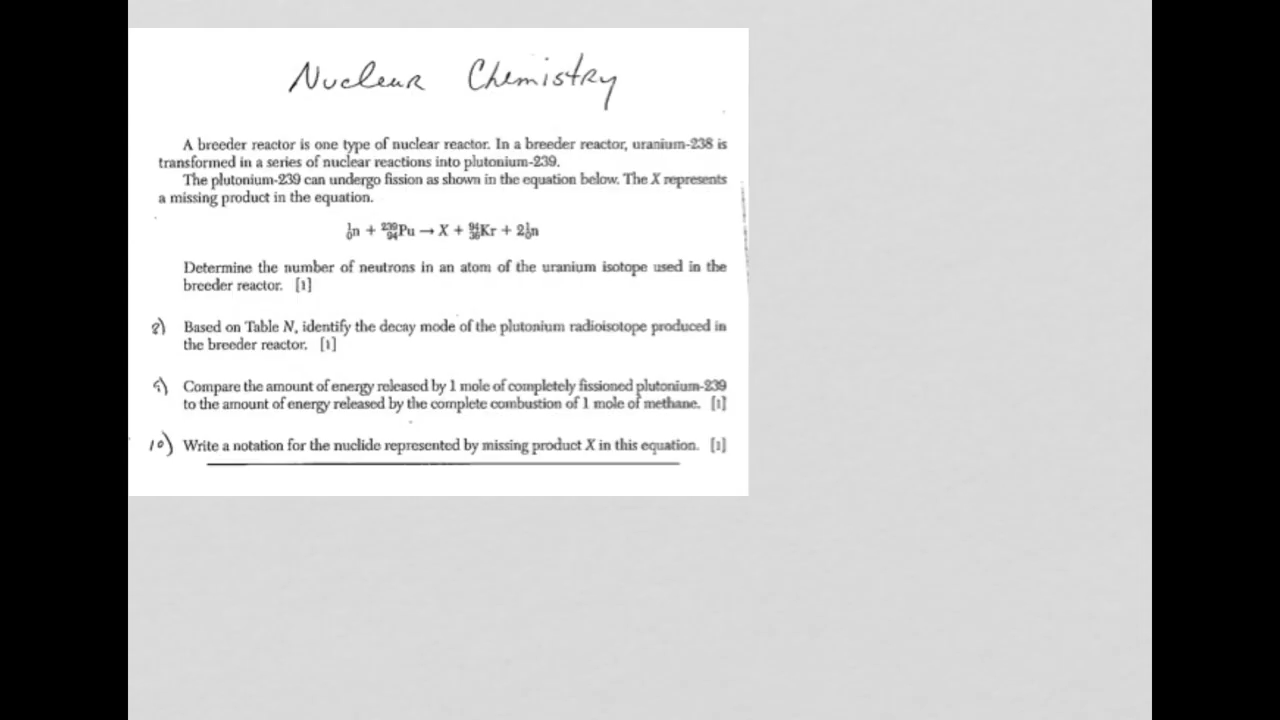 Nuclear Chemistry
A breeder reactor is one type of nuclear reactor. In a breeder reactor, uranium-238 is
transformed in a series of nuclear reactions into plutonium-239.
The plutonium-239 can undergo fission as shown in the equation below. The X represents
a missing product in the equation.
¹₀n + ²³⁹₉₄Pu → X + ⁹⁴₃₆Kr + 2¹₀n
Determine the number of neutrons in an atom of the uranium isotope used in the
breeder reactor. [1]
8) Based on Table N, identify the decay mode of the plutonium radioisotope produced in
the breeder reactor. [1]
9) Compare the amount of energy released by 1 mole of completely fissioned plutonium-239
to the amount of energy released by the complete combustion of 1 mole of methane. [1]
10) Write a notation for the nuclide represented by missing product X in this equation. [1]